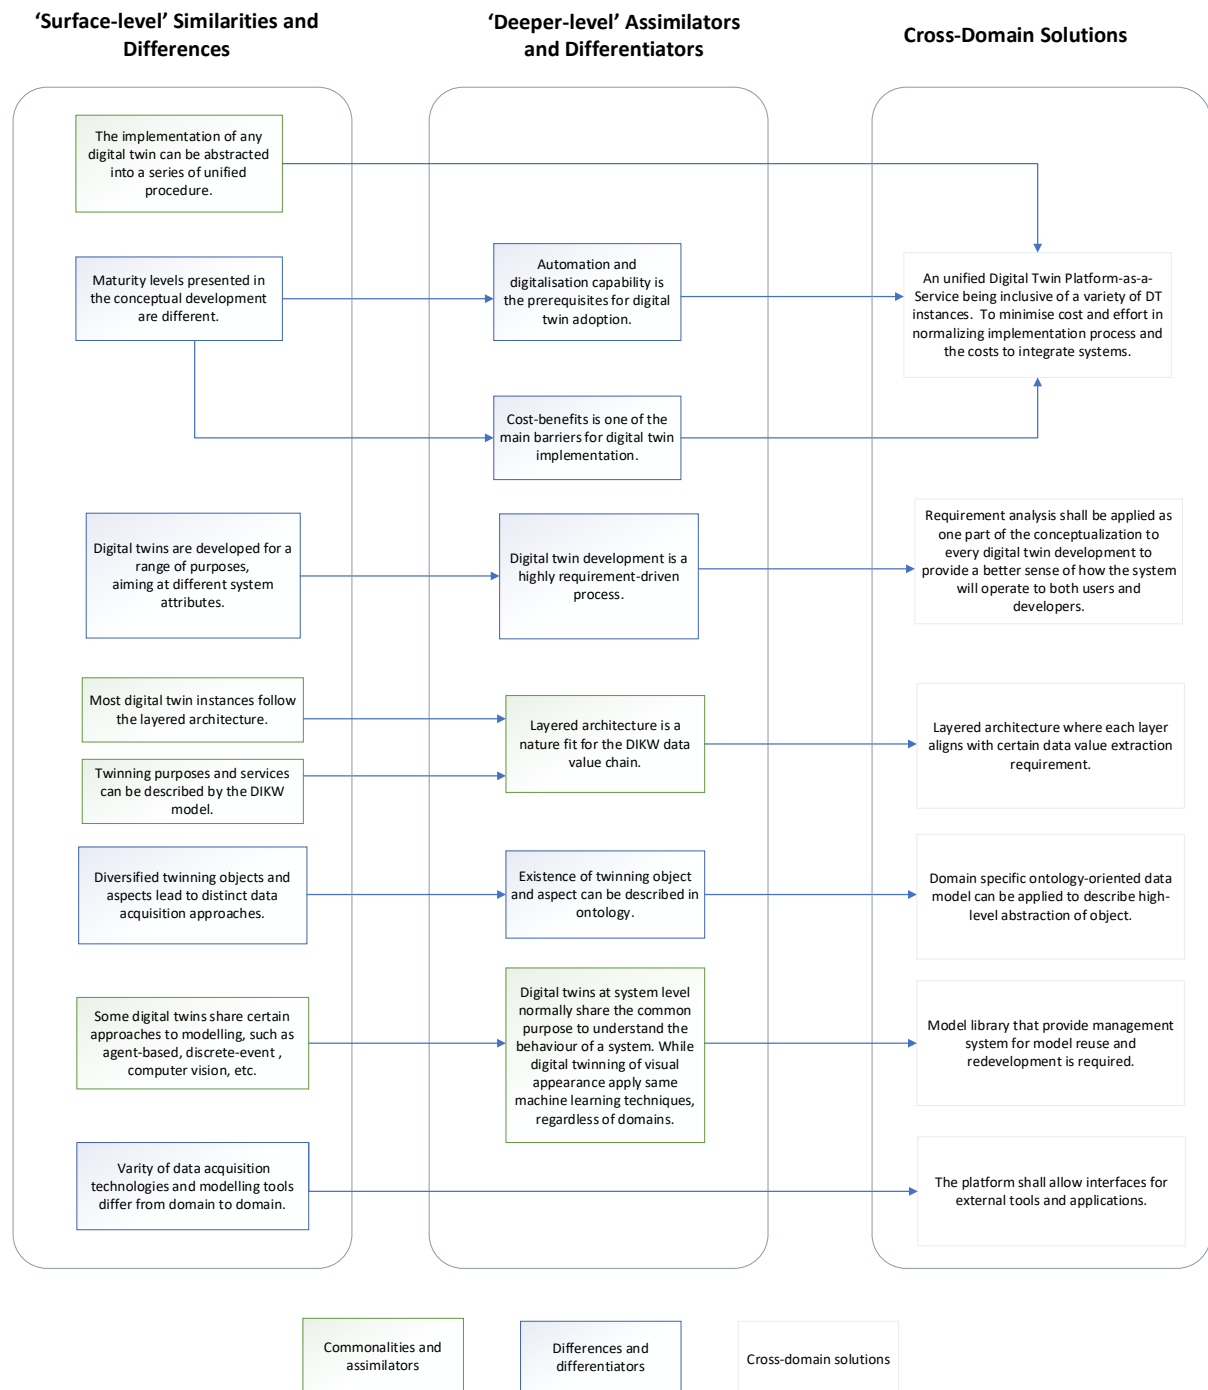 ‘Surface-level’ Similarities and
Differences
‘Deeper-level’ Assimilators
and Differentiators
Cross-Domain Solutions
The implementation of any
digital twin can be abstracted
into a series of unified
procedure.
Maturity levels presented in
the conceptual development
are different.
Automation and
digitalisation capability is
the prerequisites for digital
twin adoption.
An unified Digital Twin Platform-as-a-
Service being inclusive of a variety of DT
instances. To minimise cost and effort in
normalizing implementation process and
the costs to integrate systems.
Cost-benefits is one of the
main barriers for digital twin
implementation.
Digital twins are developed for a
range of purposes,
aiming at different system
attributes.
Digital twin development is a
highly requirement-driven
process.
Requirement analysis shall be applied as
one part of the conceptualization to
every digital twin development to
provide a better sense of how the system
will operate to both users and
developers.
Most digital twin instances follow
the layered architecture.
Twinning purposes and services
can be described by the DIKW
model.
Layered architecture is a
nature fit for the DIKW data
value chain.
Layered architecture where each layer
aligns with certain data value extraction
requirement.
Diversified twinning objects and
aspects lead to distinct data
acquisition approaches.
Existence of twinning object
and aspect can be described in
ontology.
Domain specific ontology-oriented data
model can be applied to describe high-
level abstraction of object.
Some digital twins share certain
approaches to modelling, such as
agent-based, discrete-event ,
computer vision, etc.
Digital twins at system level
normally share the common
purpose to understand the
behaviour of a system. While
digital twinning of visual
appearance apply same
machine learning techniques,
regardless of domains.
Model library that provide management
system for model reuse and
redevelopment is required.
Varity of data acquisition
technologies and modelling tools
differ from domain to domain.
The platform shall allow interfaces for
external tools and applications.
Commonalities and
assimilators
Differences and
differentiators
Cross-domain solutions